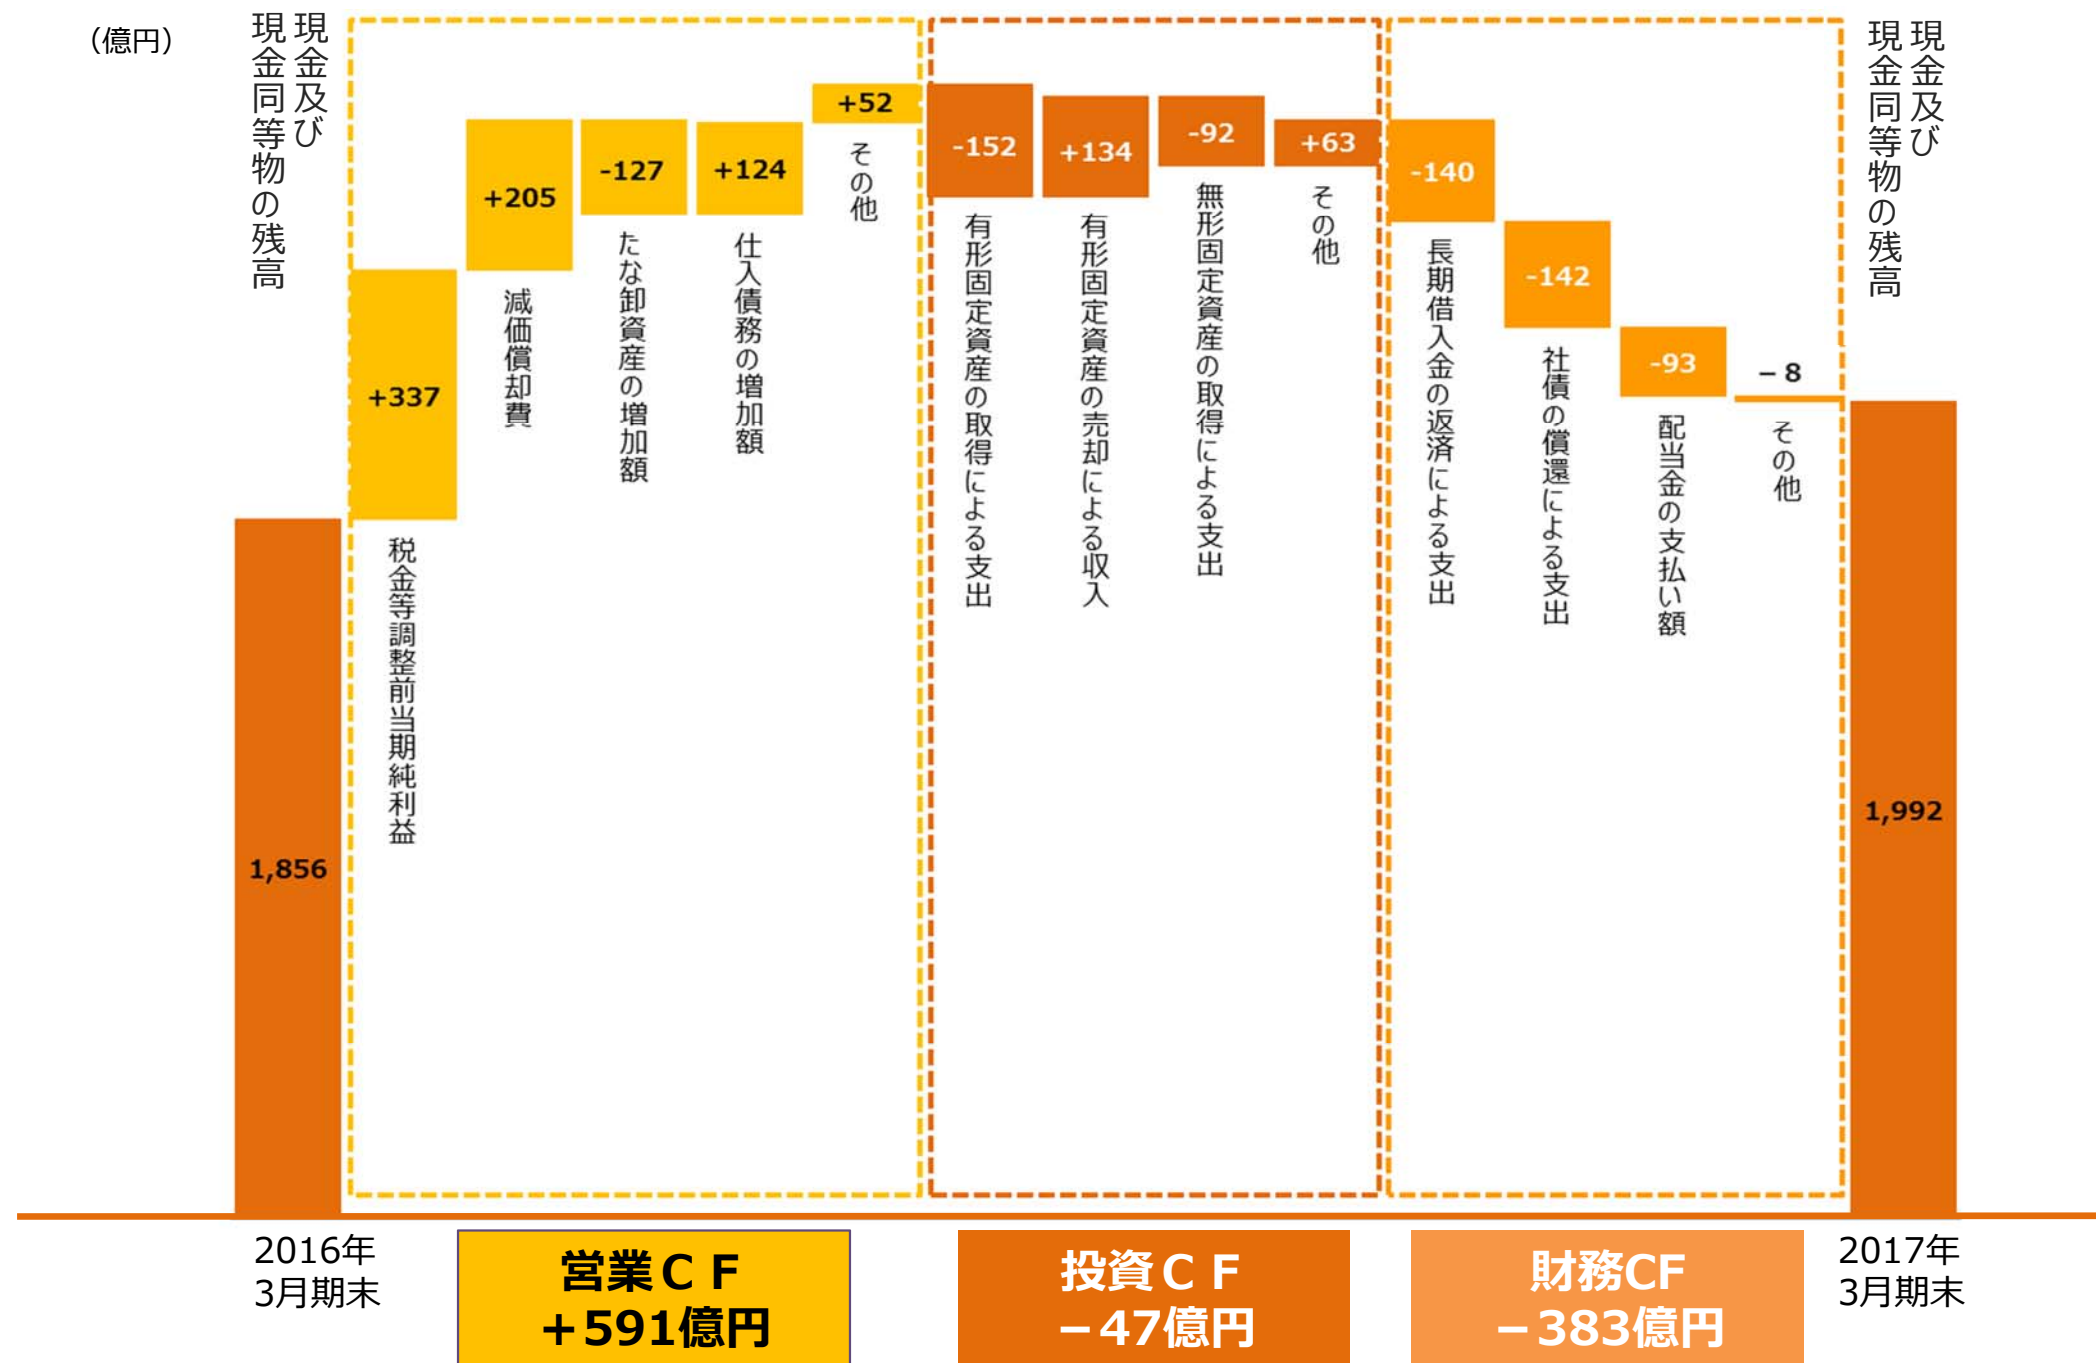 （億円）
現金及び
現金同等物の残高
1,856
+337
税金等調整前当期純利益
+205
減価償却費
-127
たな卸資産の増加額
+124
仕入債務の増加額
+52
その他
-152
有形固定資産の取得による支出
+134
有形固定資産の売却による収入
-92
無形固定資産の取得による支出
+63
その他
-140
長期借入金の返済による支出
-142
社債の償還による支出
-93
配当金の支払い額
－8
その他
現金及び
現金同等物の残高
1,992
2016年
3月期末
営業ＣＦ
＋591億円
投資ＣＦ
－47億円
財務CF
－383億円
2017年
3月期末